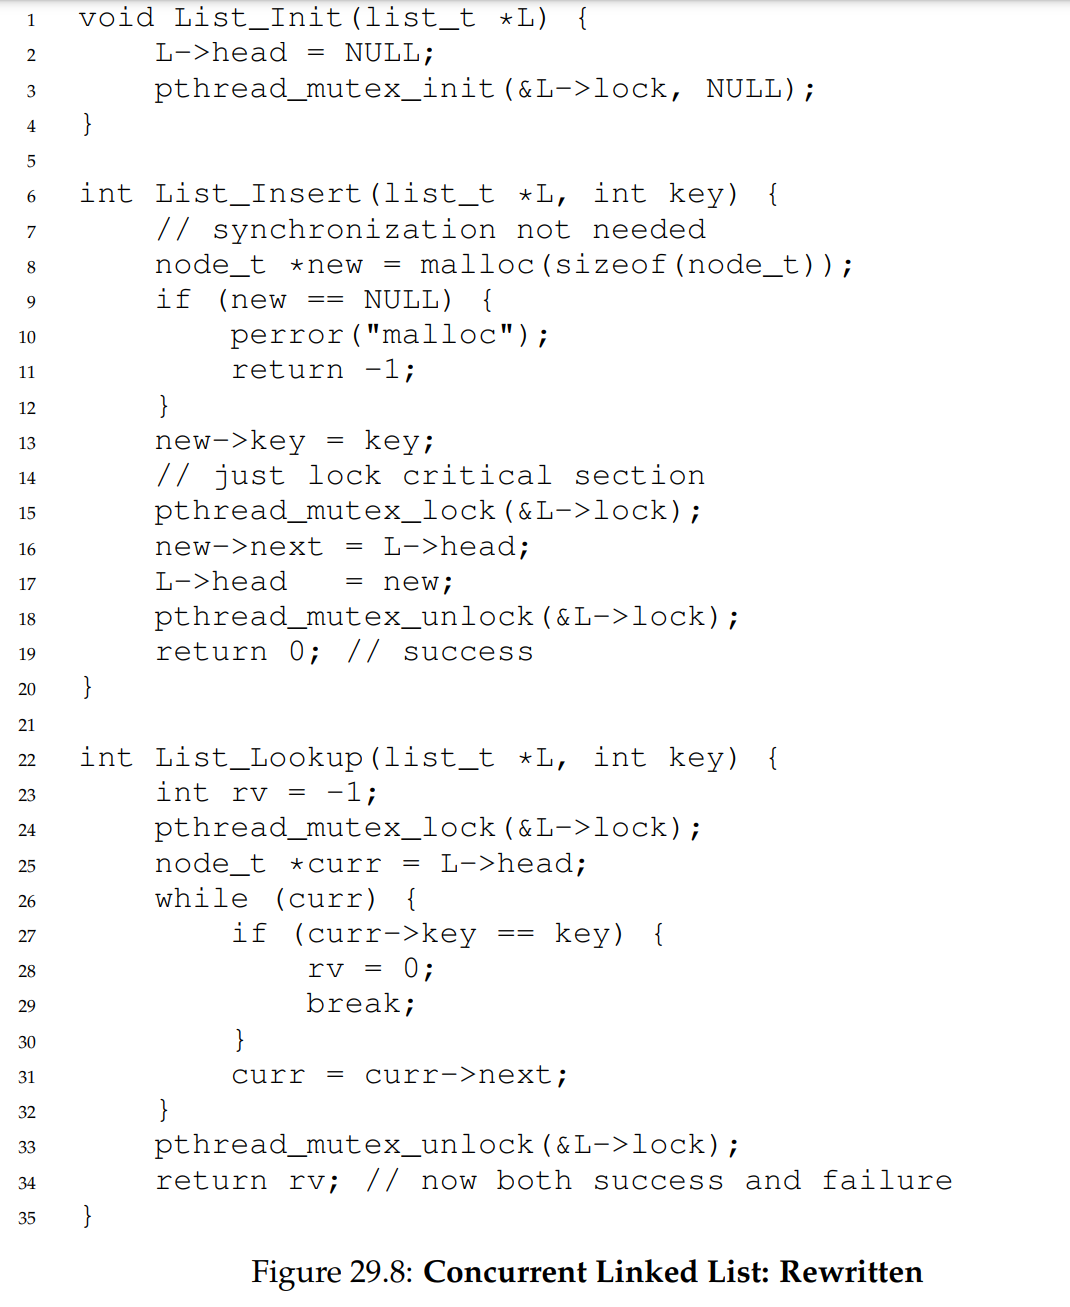 1 void List_Init(list_t *L) {
2     L->head = NULL;
3     pthread_mutex_init(&L->lock, NULL);
4 }
5
6 int List_Insert(list_t *L, int key) {
7     // synchronization not needed
8     node_t *new = malloc(sizeof(node_t));
9     if (new == NULL) {
10         perror("malloc");
11         return -1;
12     }
13     new->key = key;
14     // just lock critical section
15     pthread_mutex_lock(&L->lock);
16     new->next = L->head;
17     L->head   = new;
18     pthread_mutex_unlock(&L->lock);
19     return 0; // success
20 }
21
22 int List_Lookup(list_t *L, int key) {
23     int rv = -1;
24     pthread_mutex_lock(&L->lock);
25     node_t *curr = L->head;
26     while (curr) {
27         if (curr->key == key) {
28             rv = 0;
29             break;
30         }
31         curr = curr->next;
32     }
33     pthread_mutex_unlock(&L->lock);
34     return rv; // now both success and failure
35 }
Figure 29.8: Concurrent Linked List: Rewritten